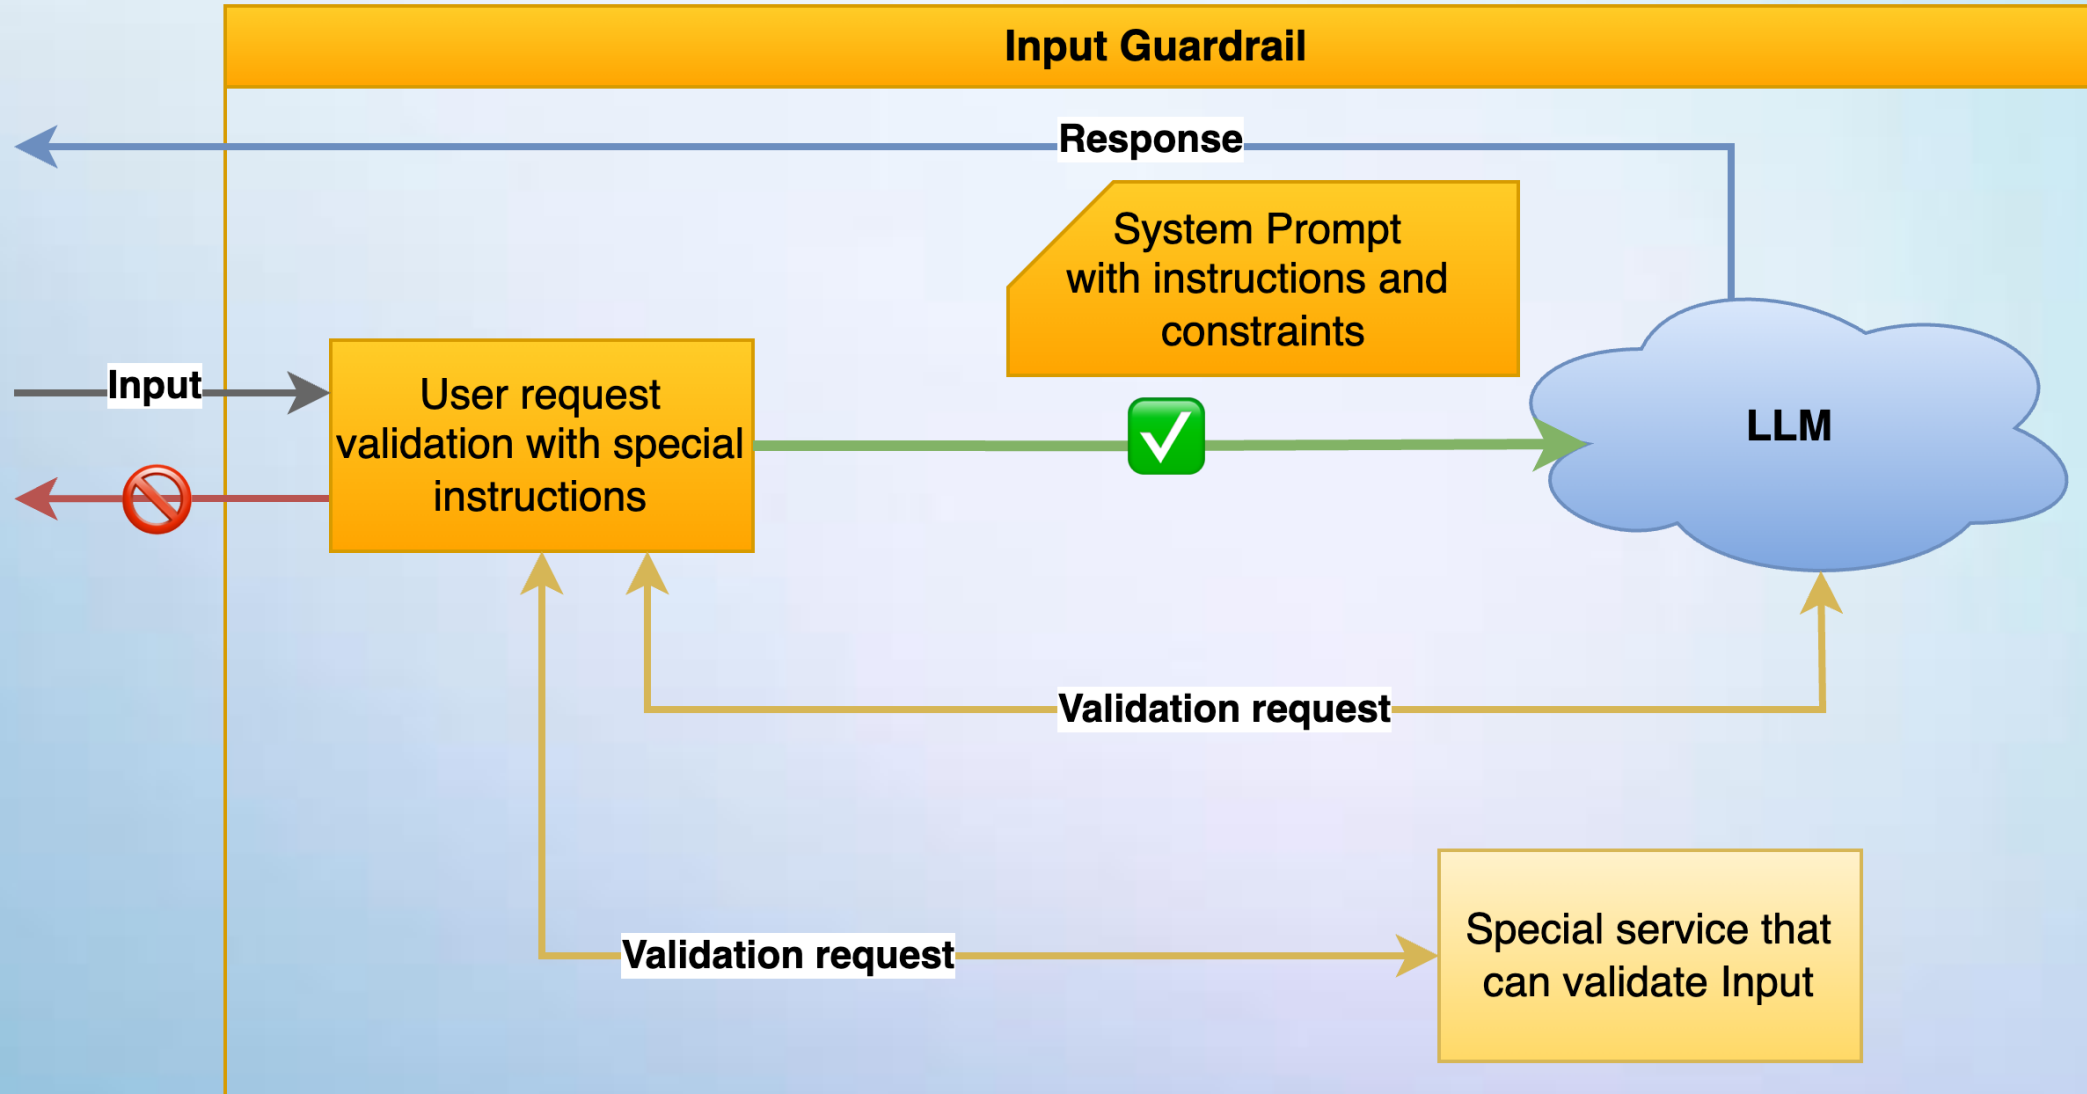 Input Guardrail
Response
System Prompt
with instructions and
constraints
Input
User request
validation with special
instructions
LLM
Validation request
Validation request
Special service that
can validate Input